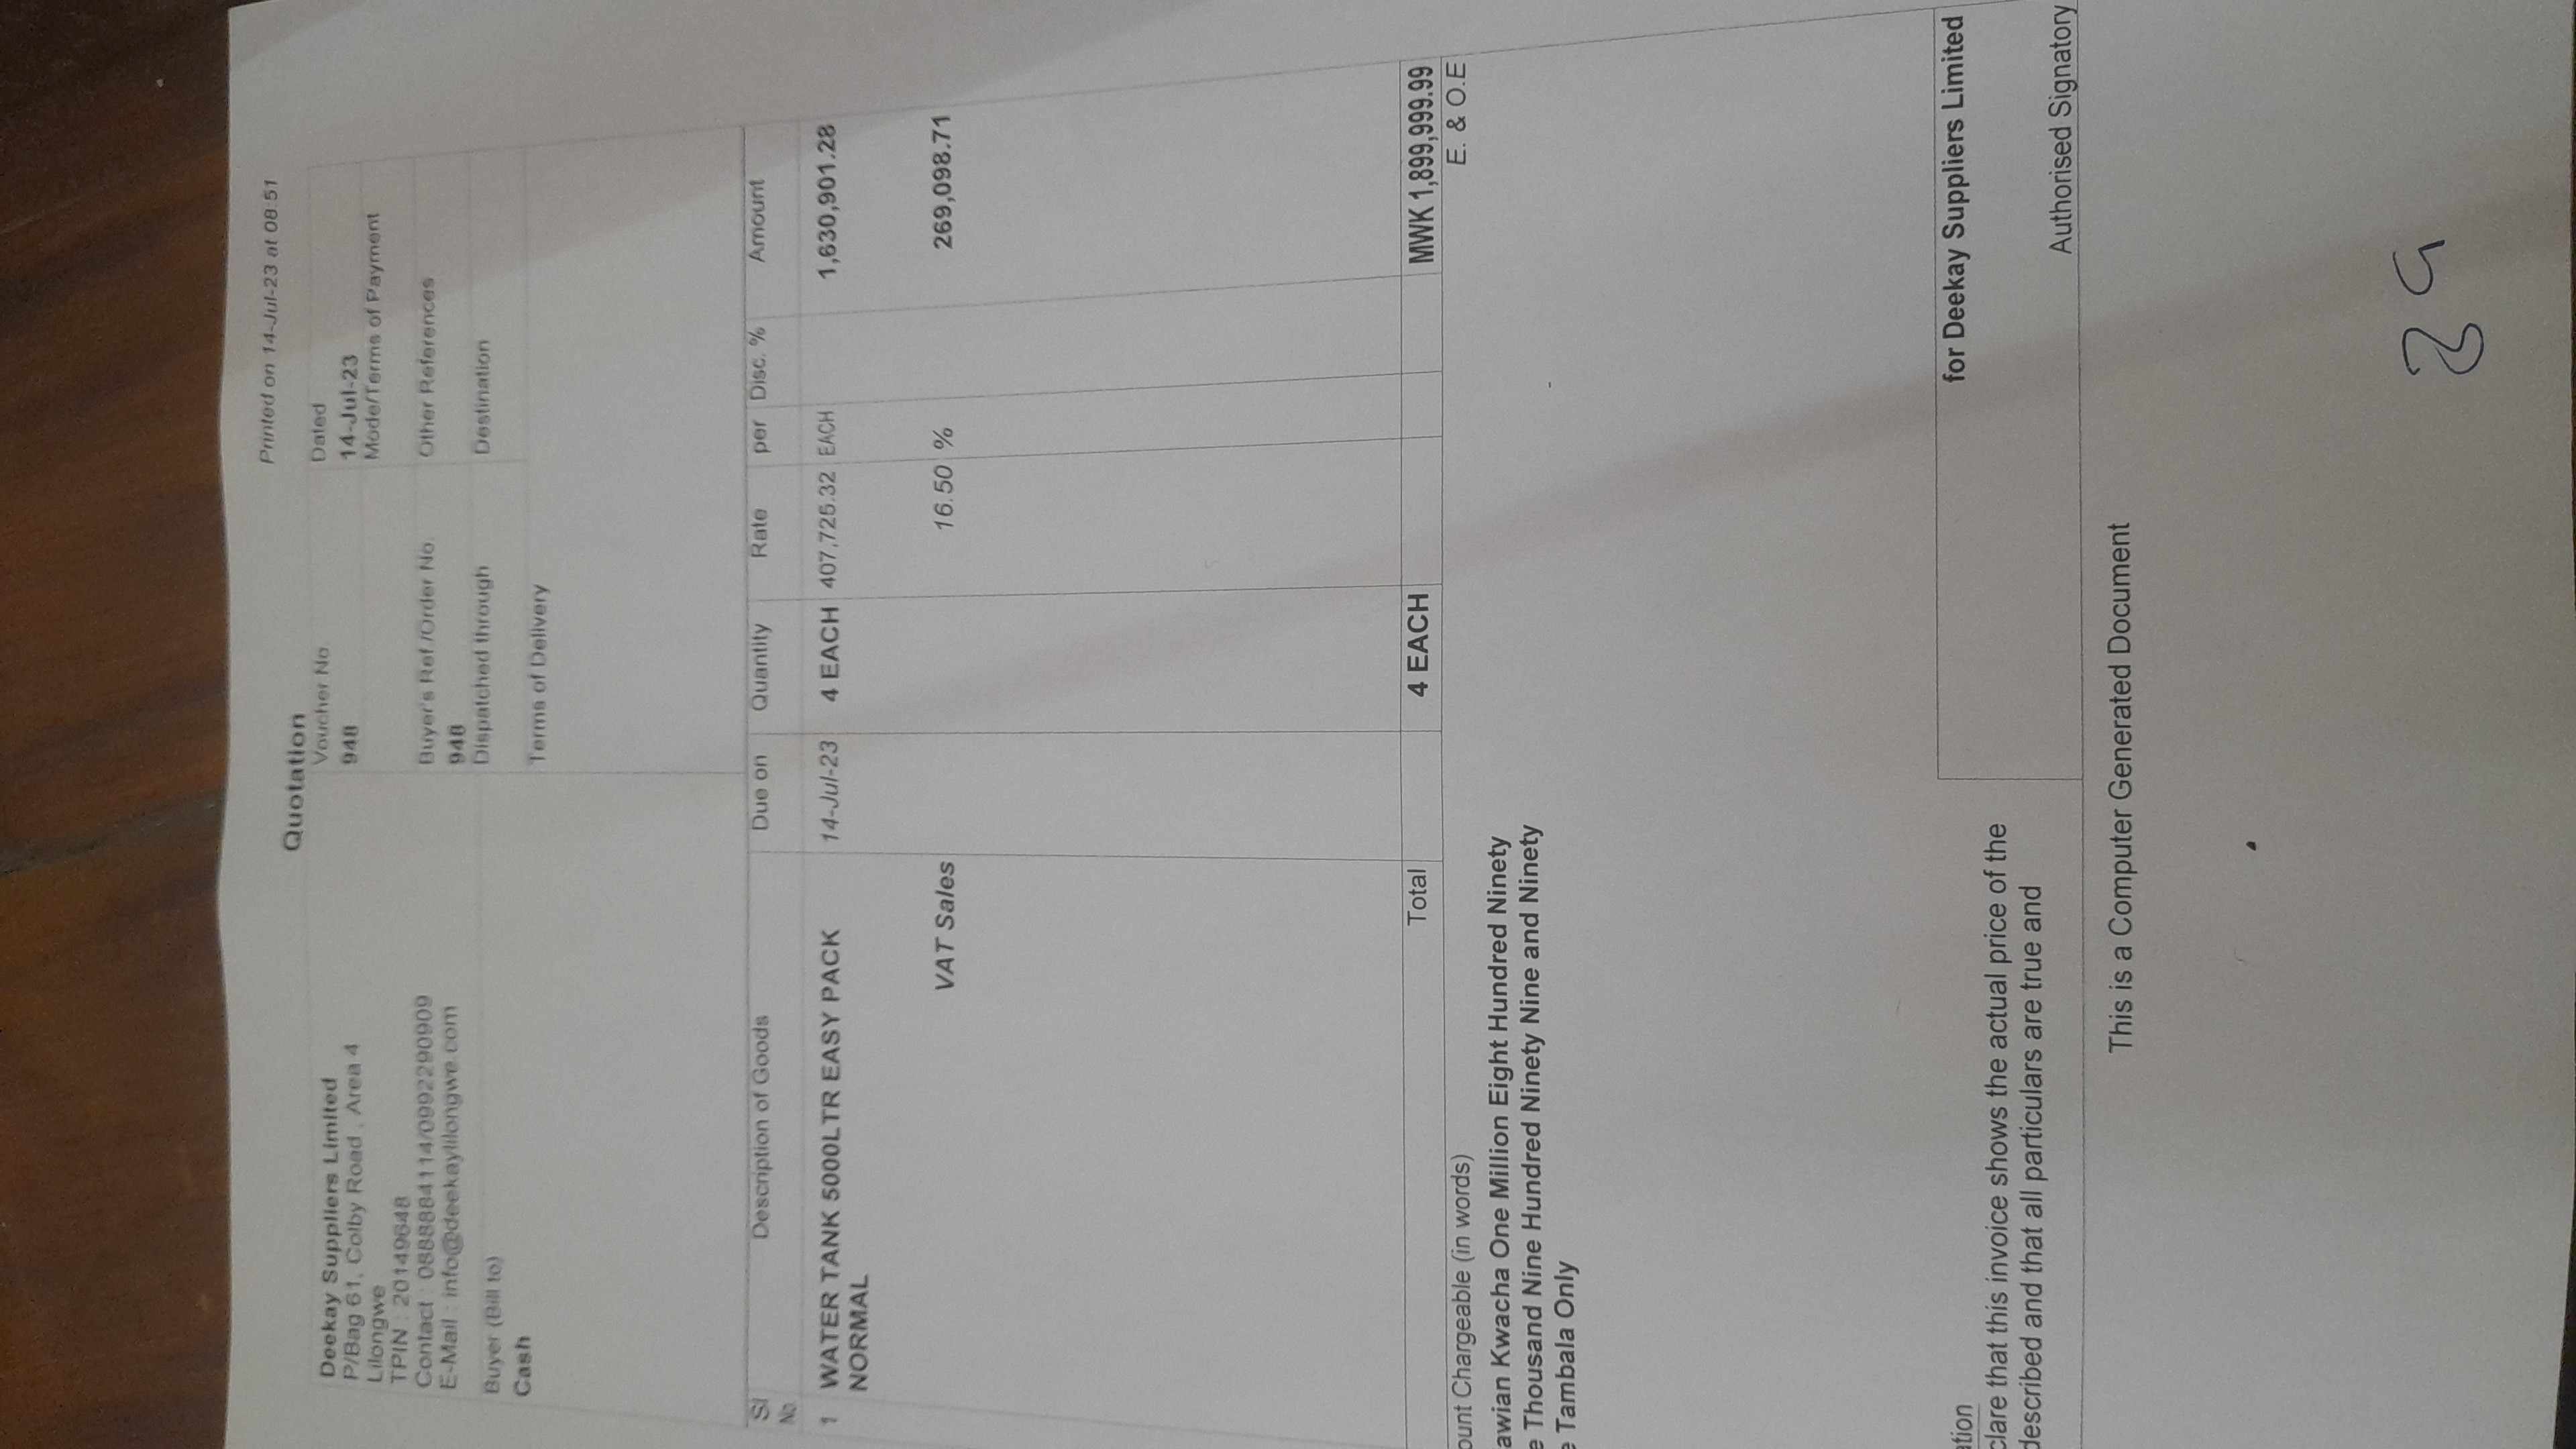 Printed on 14-Jul-23 at 08:51
Quotation
Deekay Suppliers Limited
P/Bag 61, Colby Road , Area 4
Lilongwe
TPIN : 20149648
Contact : 0888884114/0992290909
E-Mail : info@deekaylilongwe.com
Buyer (Bill to)
Cash
Voucher No.
948
Dated
14-Jul-23
Mode/Terms of Payment
Buyer's Ref./Order No.
948
Other References
Dispatched through
Destination
Terms of Delivery
Sl No. Description of Goods Due on Quantity Rate per Disc. % Amount
1 WATER TANK 5000LTR EASY PACK 14-Jul-23 4 EACH 407,725.32 EACH 1,630,901.28
NORMAL
VAT Sales 16.50 % 269,098.71
Total 4 EACH MWK 1,899,999.99
ount Chargeable (in words) E. & O.E
awian Kwacha One Million Eight Hundred Ninety
e Thousand Nine Hundred Ninety Nine and Ninety
e Tambala Only
ation
clare that this invoice shows the actual price of the
described and that all particulars are true and
for Deekay Suppliers Limited
Authorised Signatory
This is a Computer Generated Document